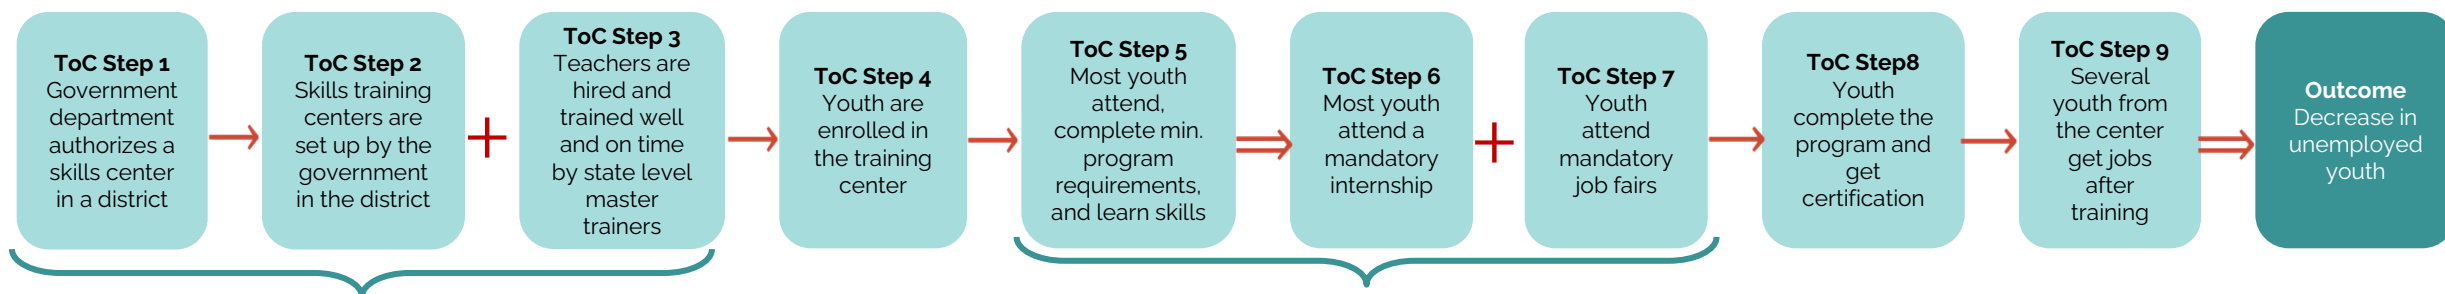 ToC Step 1
Government
department
authorizes a
skills center
in a district
ToC Step 2
Skills training
centers are
set up by the
government
in the district
ToC Step 3
Teachers are
hired and
trained well
and on time
by state level
master
trainers
ToC Step 4
Youth are
enrolled in
the training
center
ToC Step 5
Most youth
attend,
complete min.
program
requirements,
and learn skills
ToC Step 6
Most youth
attend a
mandatory
internship
ToC Step 7
Youth
attend
mandatory
job fairs
ToC Step8
Youth
complete the
program and
get
certification
ToC Step 9
Several
youth from
the center
get jobs
after
training
Outcome
Decrease in
unemployed
youth